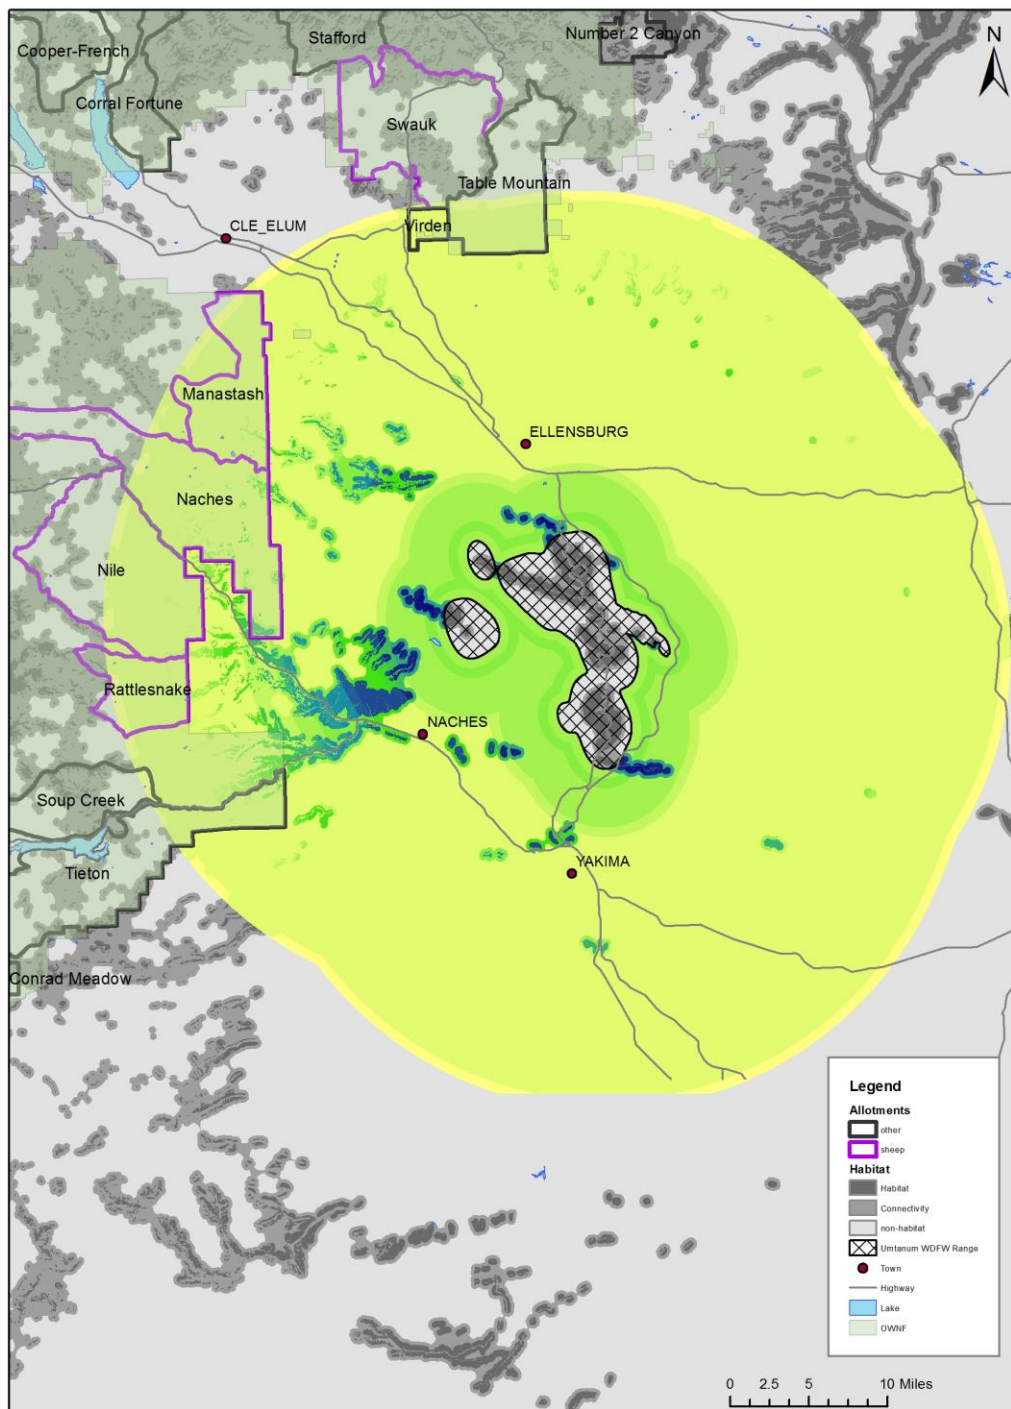 Cooper-French
Stafford
Number 2 Canyon
N
Corral Fortune
Swauk
Table Mountain
CLE_ELUM
Virden
Manastash
ELLENSBURG
Naches
Nile
Rattlesnake
NACHES
Soup Creek
YAKIMA
Tieton
Conrad Meadow
Legend
Allotments
other
sheep
Habitat
Habitat
Connectivity
non-habitat
Umtanum WDFW Range
Town
Highway
Lake
OWNF
0 2.5 5 10 Miles